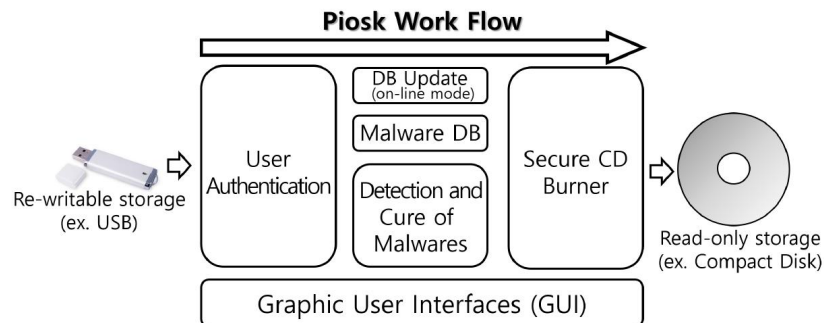 Piosk Work Flow
Re-writable storage
(ex. USB)
User
Authentication
DB Update
(on-line mode)
Malware DB
Detection and
Cure of
Malwares
Secure CD
Burner
Read-only storage
(ex. Compact Disk)
Graphic User Interfaces (GUI)